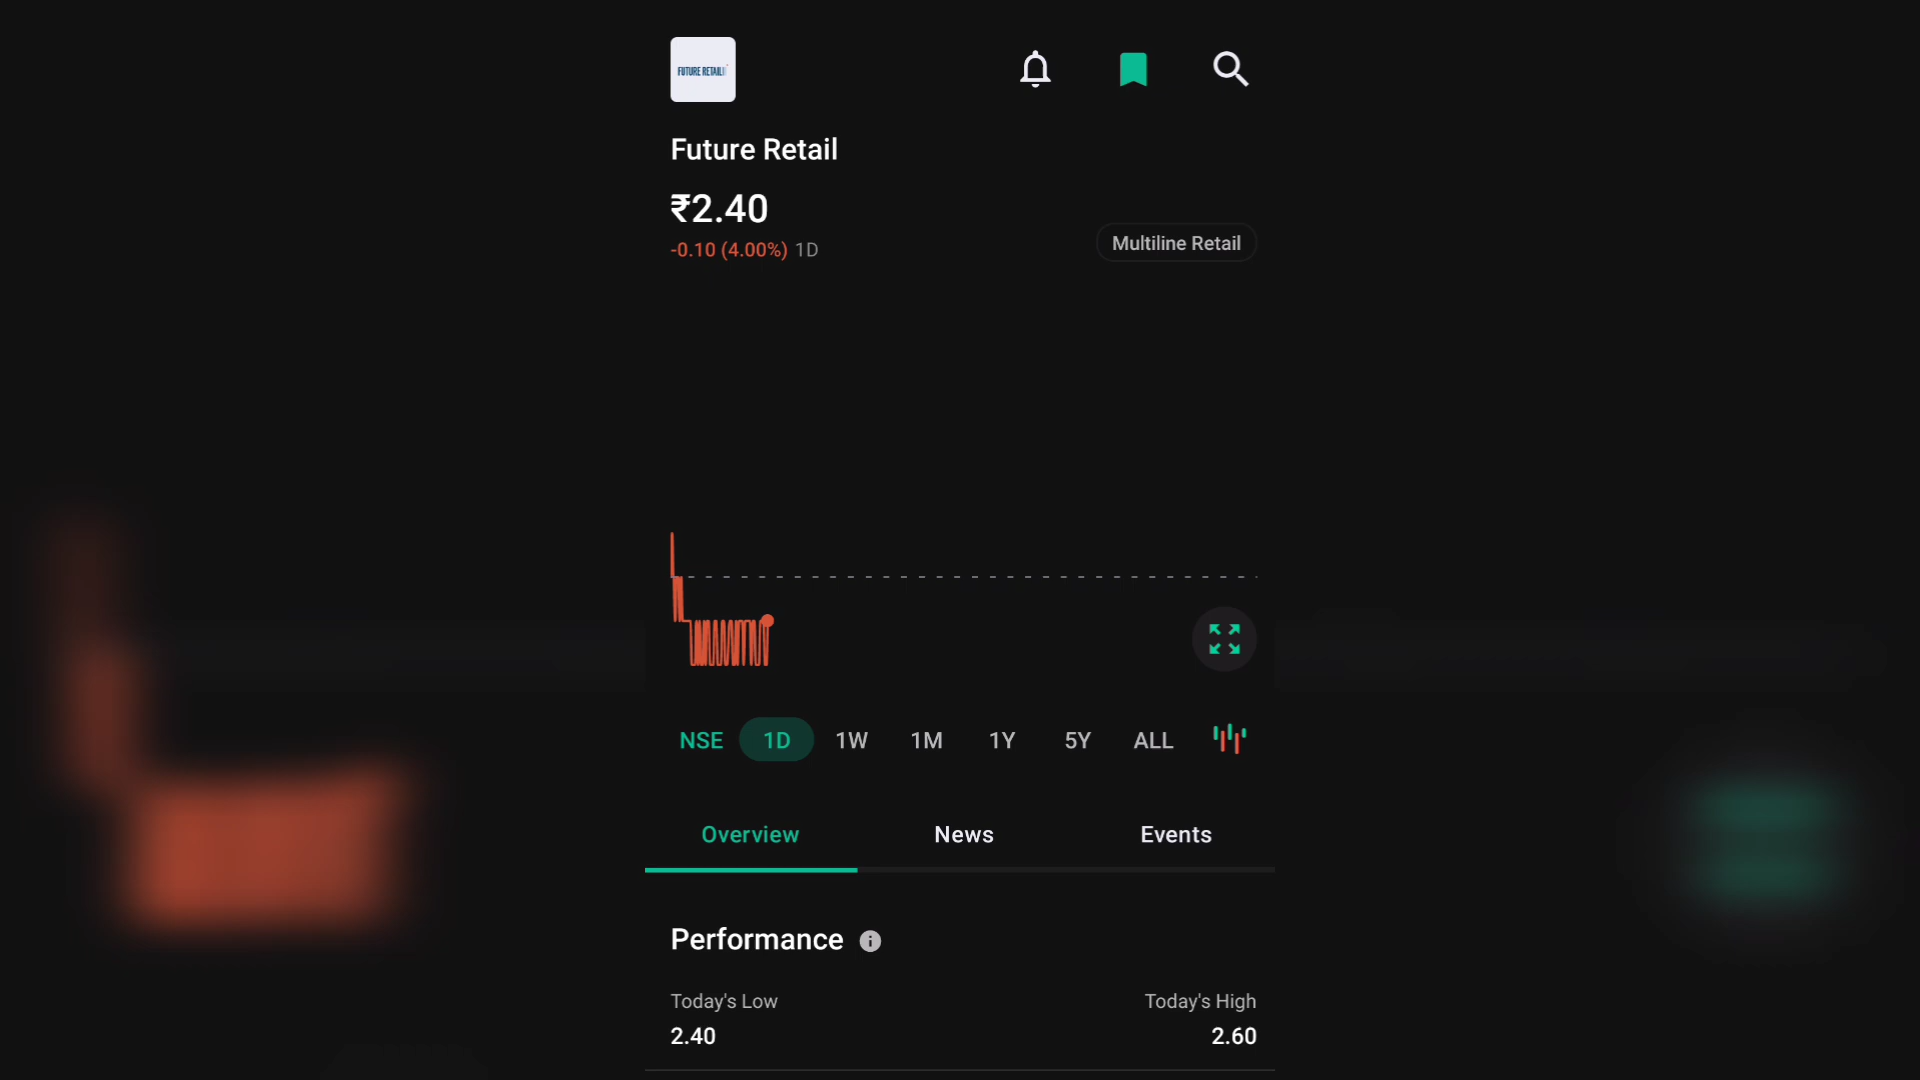 FUTURE RETAIL
Future Retail
₹2.40
-0.10 (4.00%) 1D
Multiline Retail
NSE 1D 1W 1M 1Y 5Y ALL
Overview News Events
Performance
Today's Low Today's High
2.40 2.60